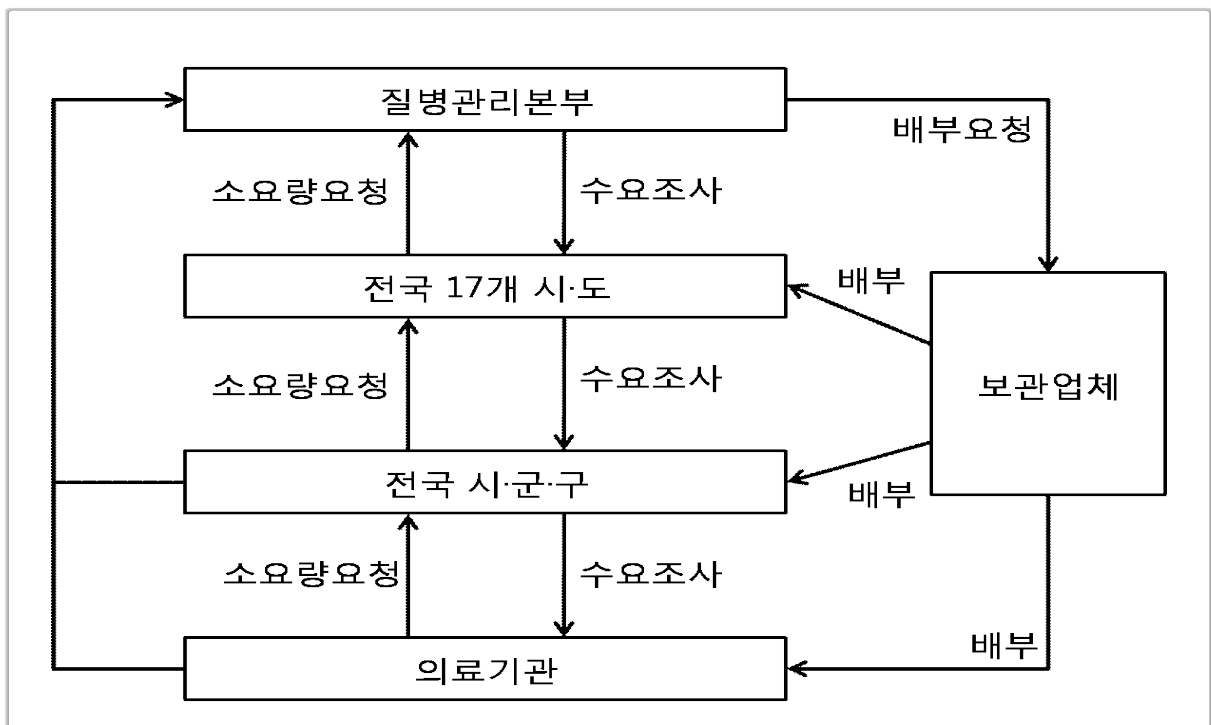 질병관리본부
배부요청
소요량요청
수요조사
전국 17개 시·도
배부
소요량요청
수요조사
보관업체
전국 시·군·구
배부
소요량요청
수요조사
의료기관
배부